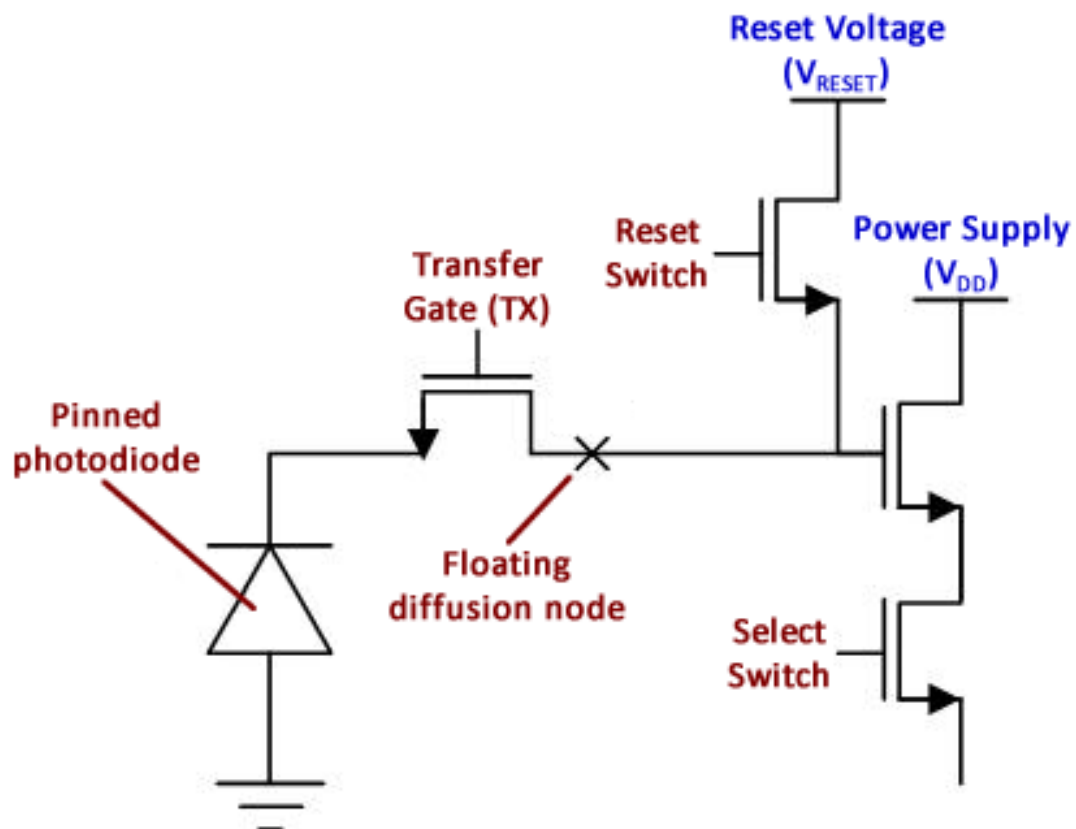 Reset Voltage
(VRESET)
Power Supply
(VDD)
Reset
Switch
Transfer
Gate (TX)
Pinned
photodiode
Floating
diffusion node
Select
Switch